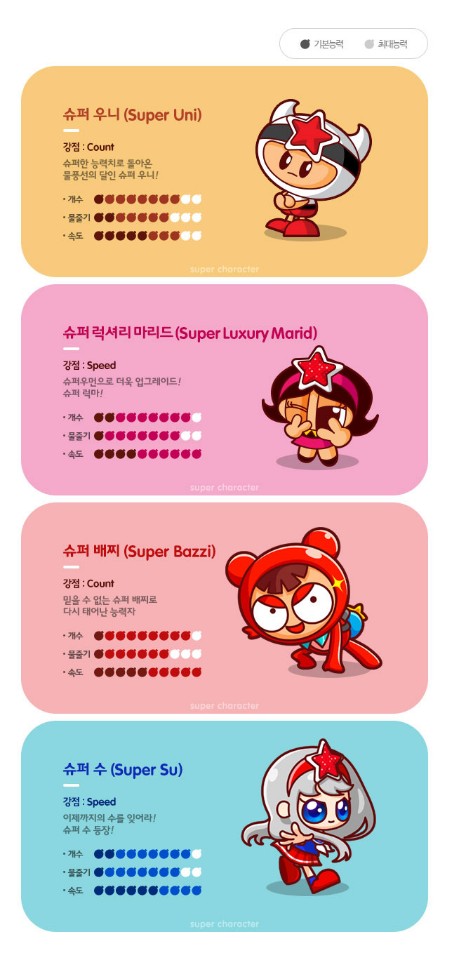 기본능력 최대능력
슈퍼 우니 (Super Uni)
강점 : Count
슈퍼한 능력치로 돌아온
물풍선의 달인 슈퍼 우니!
• 개수
• 물줄기
• 속도
super character
슈퍼 럭셔리 마리드 (Super Luxury Marid)
강점 : Speed
슈퍼우먼으로 더욱 업그레이드!
슈퍼 럭마!
• 개수
• 물줄기
• 속도
super character
슈퍼 배찌 (Super Bazzi)
강점 : Count
믿을 수 없는 슈퍼 배찌로
다시 태어난 능력자
• 개수
• 물줄기
• 속도
super character
슈퍼 수 (Super Su)
강점 : Speed
이제까지의 수를 잊어라!
슈퍼 수 등장!
• 개수
• 물줄기
• 속도
super character